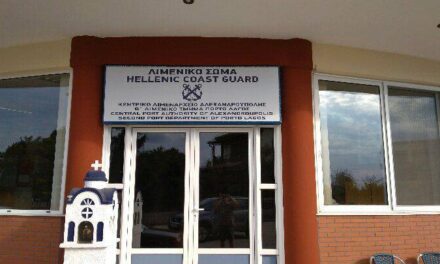 ΛΙΜΕΝΙΚΟ ΣΩΜΑ
HELLENIC COAST GUARD
ΚΕΝΤΡΙΚΟ ΛΙΜΕΝΑΡΧΕΙΟ ΑΛΕΞΑΝΔΡΟΥΠΟΛΗΣ
Β' ΛΙΜΕΝΙΚΟ ΤΜΗΜΑ ΠΟΡΤΟ ΛΑΓΟΣ
CENTRAL PORT AUTHORITY OF ALEXANDROUPOLIS
SECOND PORT DEPARTMENT OF PORTO LAGOS